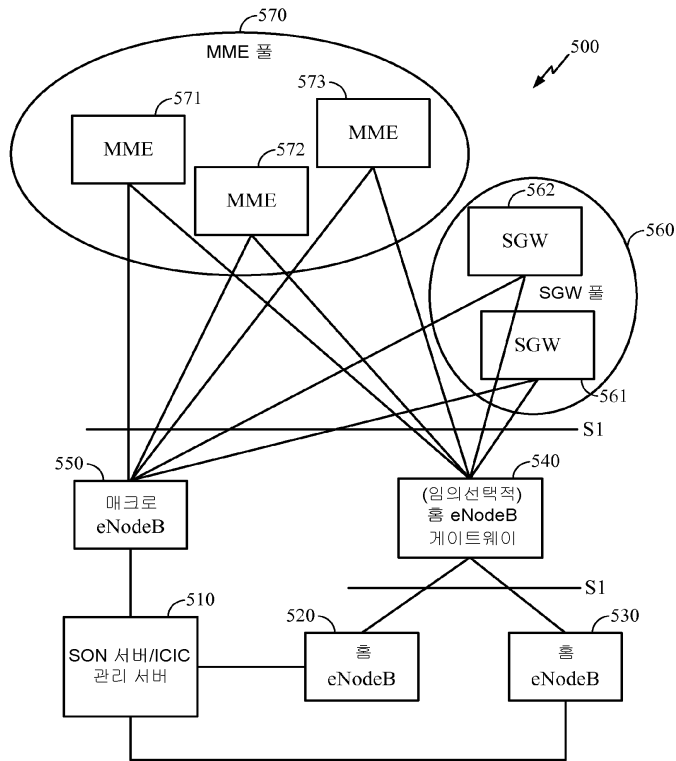 570
MME 풀
500
571
MME
573
MME
572
MME
562
SGW
560
SGW 풀
SGW
561
S1
550
매크로
eNodeB
540
(임의선택적)
홈 eNodeB
게이트웨이
S1
510
SON 서버/ICIC
관리 서버
520
홈
eNodeB
530
홈
eNodeB